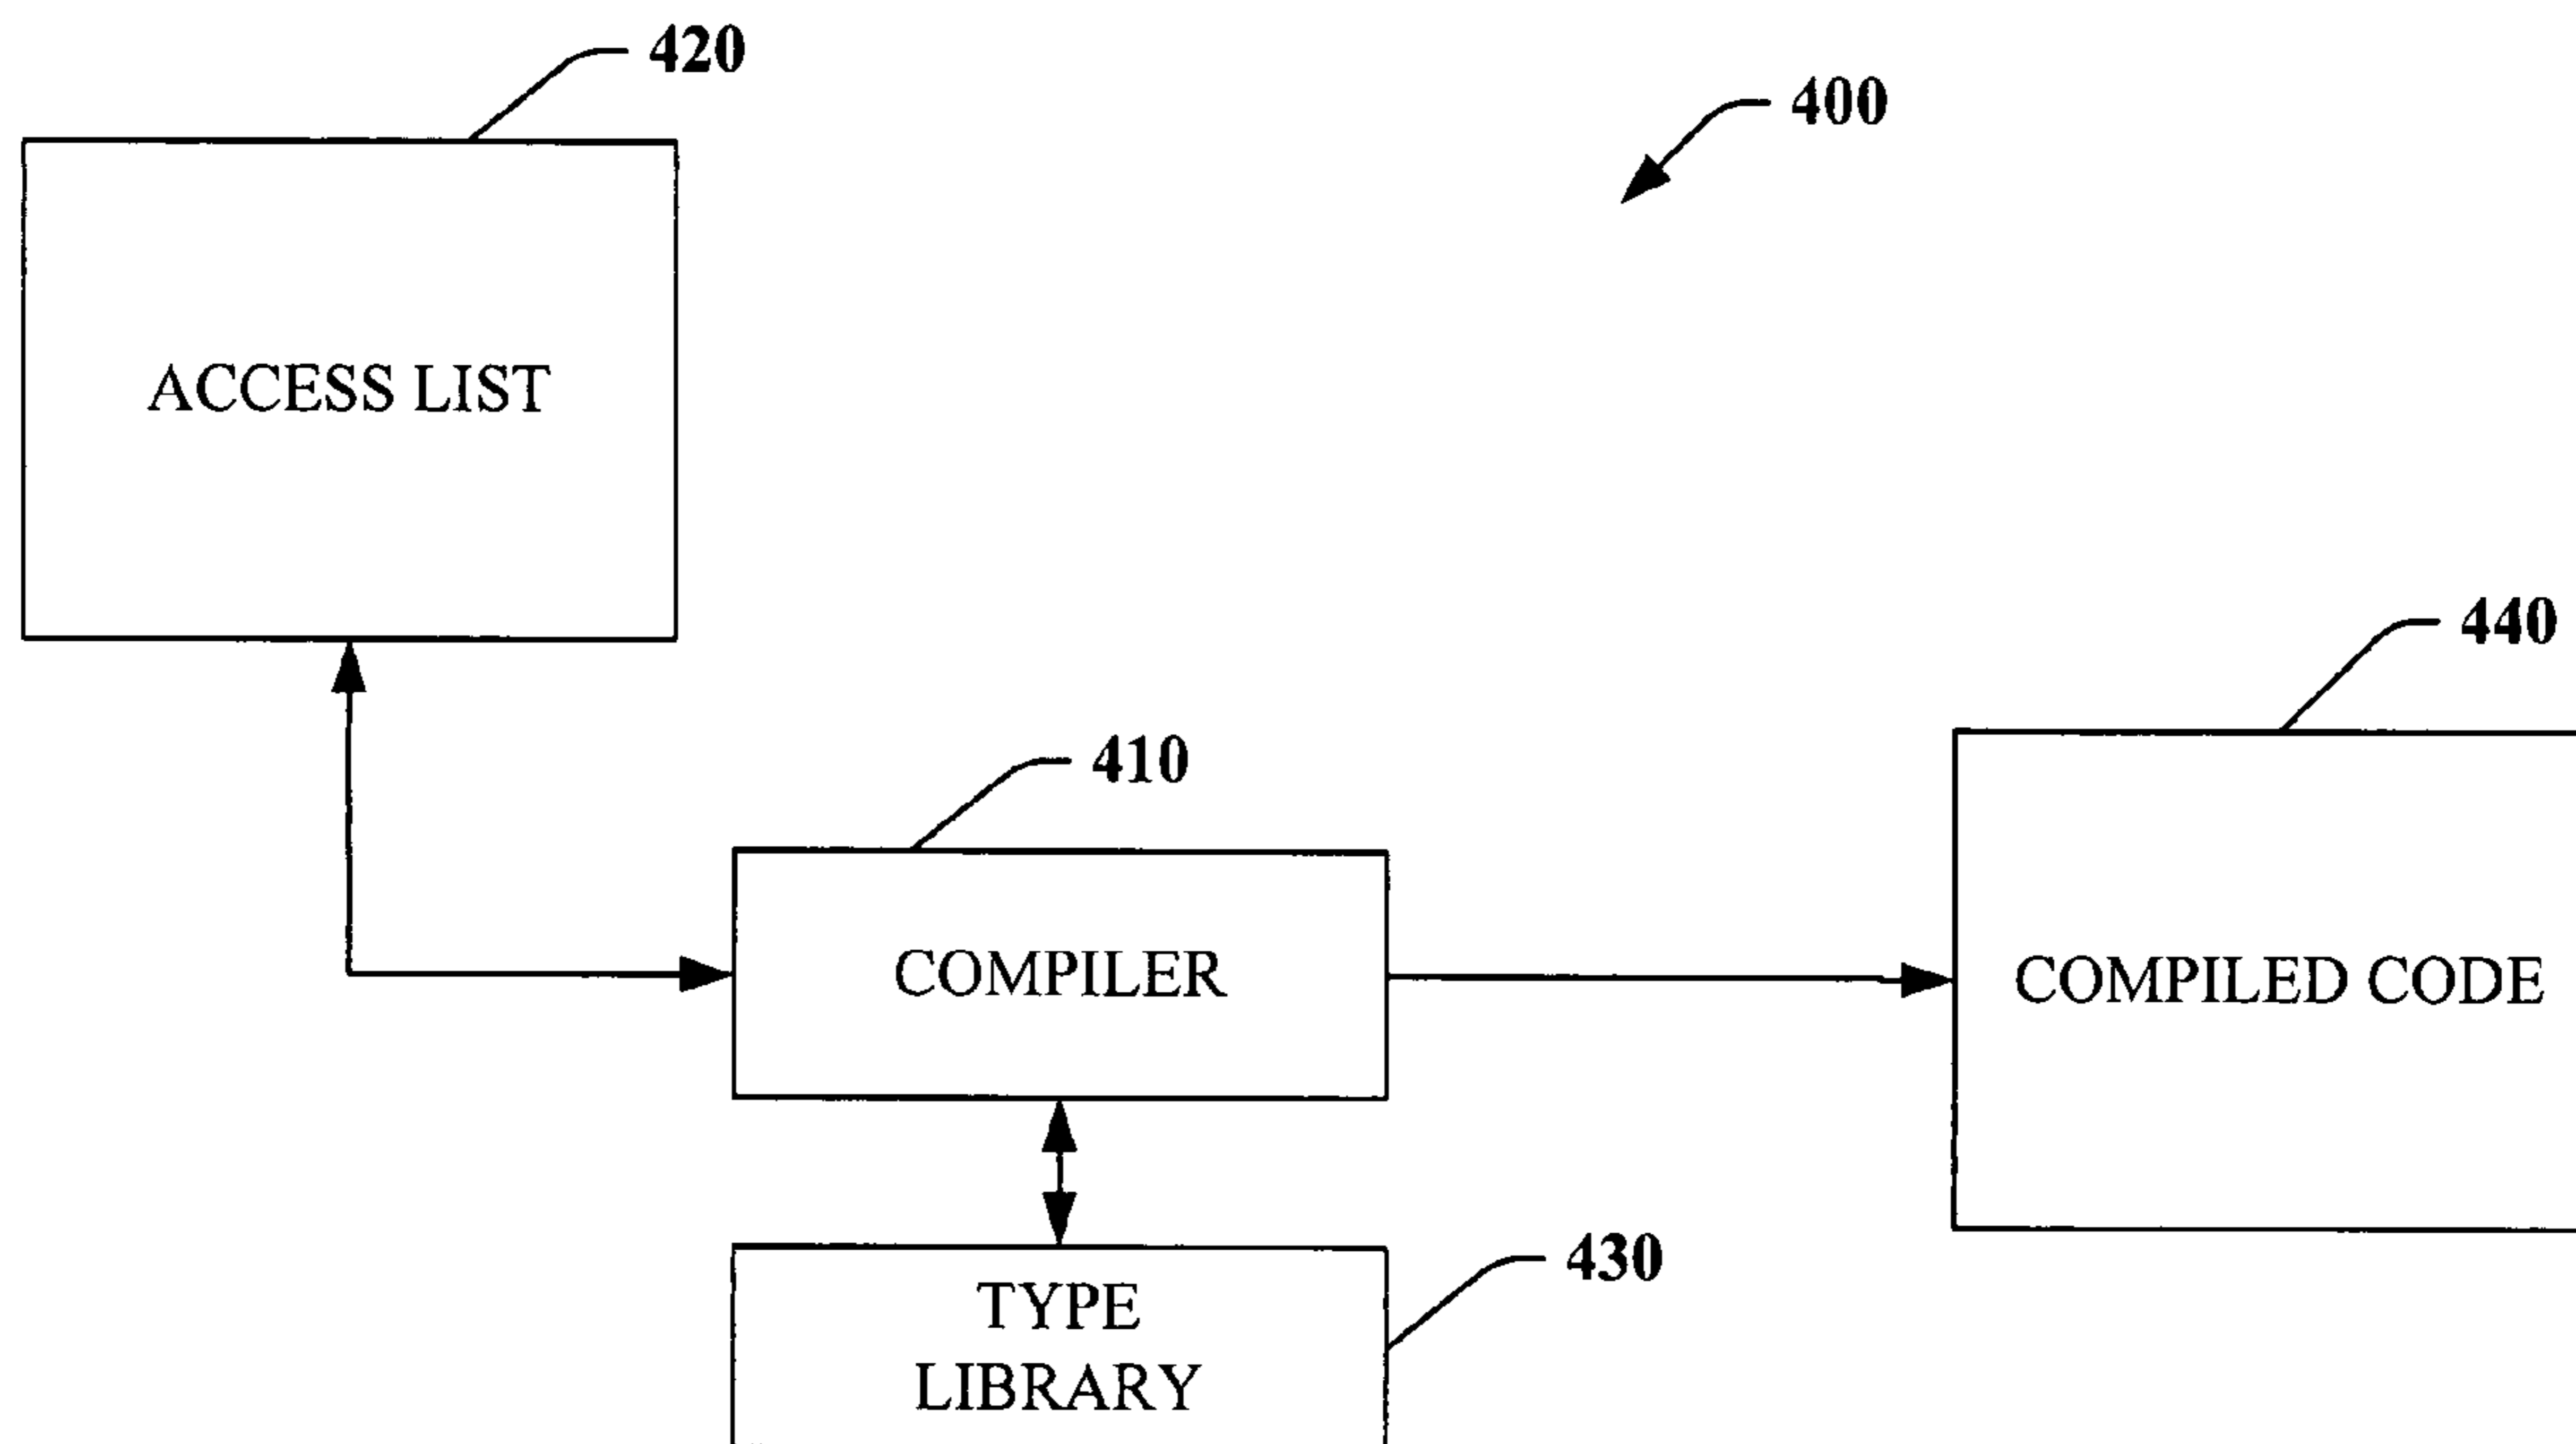 420
400
ACCESS LIST
440
410
COMPILER
COMPILED CODE
430
TYPE
LIBRARY